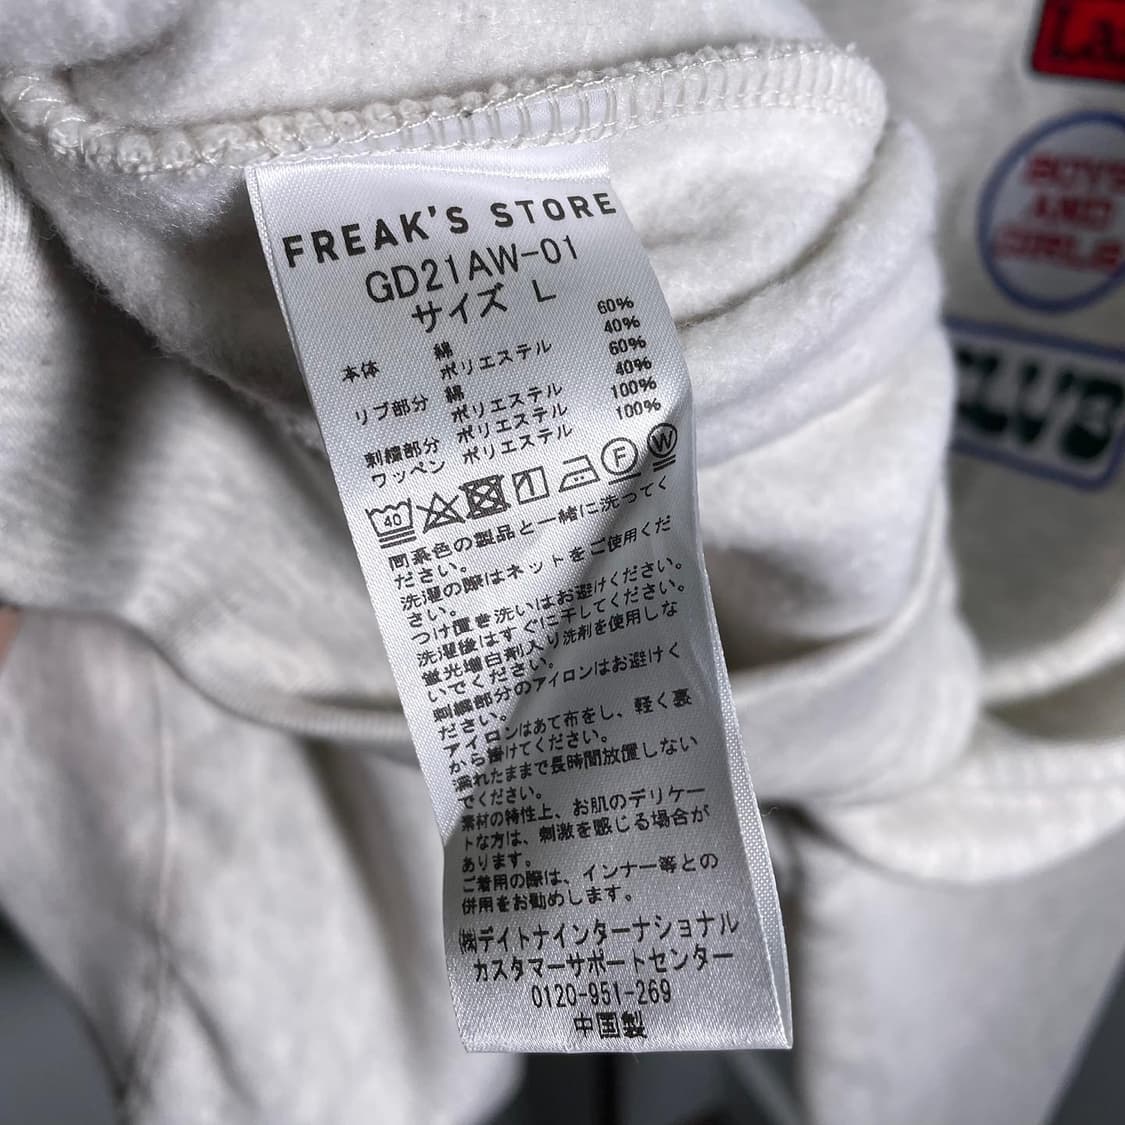 FREAK'S STORE
GD21AW-01
サイズ L
本体 綿 60%
ポリエステル 40%
リブ部分 綿 60%
ポリエステル 40%
刺繍部分 ポリエステル 100%
ワッペン ポリエステル 100%
40 F W
同系色の製品と一緒に洗ってく
ださい。
洗濯の際はネットをご使用くだ
さい。
つけ置き洗いはお避けください。
洗濯後はすぐに干してください。
蛍光増白剤入り洗剤を使用しな
いでください。
刺繍部分のアイロンはお避けく
ださい。
アイロンはあて布をし、軽く裏
から掛けてください。
濡れたままで長時間放置しない
でください。
素材の特性上、お肌のデリケー
トな方は、刺激を感じる場合が
あります。
ご着用の際は、インナー等との
併用をお勧めします。
㈱デイトナインターナショナル
カスタマーサポートセンター
0120-951-269
中国製
BOYS
AND
GIRLS
CLUB